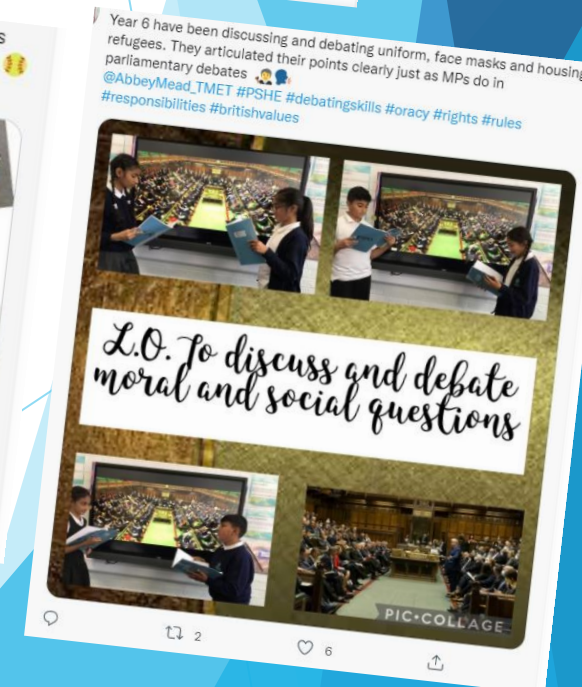 s
Year 6 have been discussing and debating uniform, face masks and housing
refugees. They articulated their points clearly just as MPs do in
parliamentary debates
@AbbeyMead_TMET #PSHE #debatingskills #oracy #rights #rules
#responsibilities #britishvalues
L.O. To discuss and debate
moral and social questions
PIC•COLLAGE
2
6